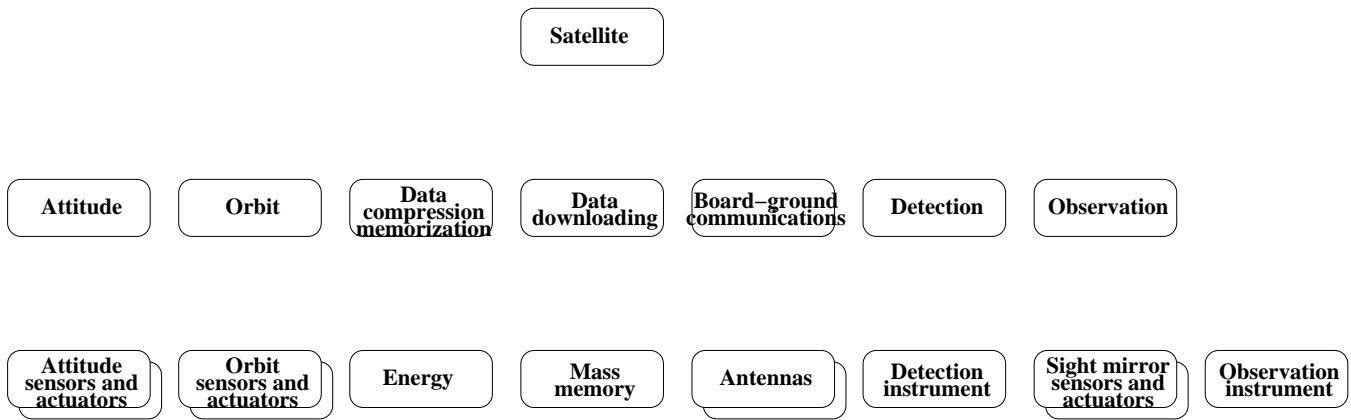 Satellite
Attitude
Orbit
Data
compression
memorization
Data
downloading
Board−ground
communications
Detection
Observation
Attitude
sensors and
actuators
Orbit
sensors and
actuators
Energy
Mass
memory
Antennas
Detection
instrument
Sight mirror
sensors and
actuators
Observation
instrument